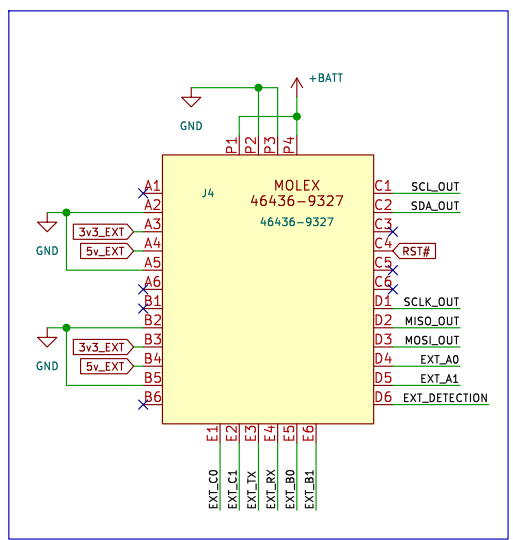 +BATT
GND
P1
P2
P3
P4
J4
MOLEX
46436-9327
46436-9327
A1
A2
A3
A4
A5
A6
B1
B2
B3
B4
B5
B6
3v3_EXT
5v_EXT
GND
3v3_EXT
5v_EXT
GND
C1
C2
C3
C4
C5
C6
D1
D2
D3
D4
D5
D6
SCL_OUT
SDA_OUT
RST#
SCLK_OUT
MISO_OUT
MOSI_OUT
EXT_A0
EXT_A1
EXT_DETECTION
E1
E2
E3
E4
E5
E6
EXT_C0
EXT_C1
EXT_TX
EXT_RX
EXT_B0
EXT_B1